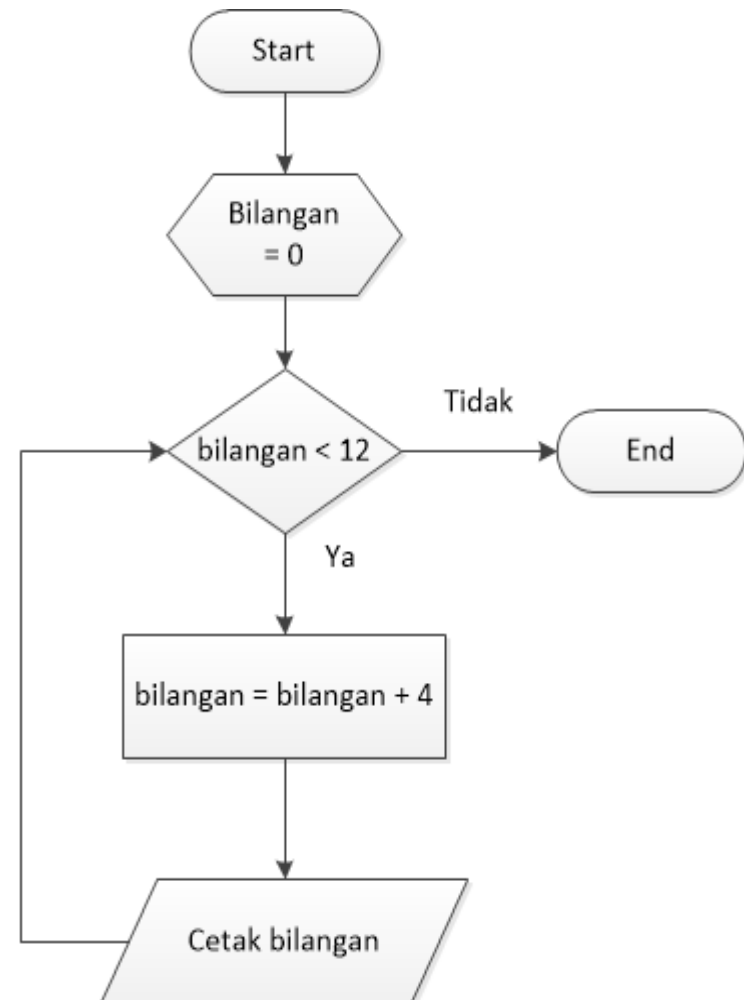 Start
Bilangan
= 0
bilangan < 12
Tidak
End
Ya
bilangan = bilangan + 4
Cetak bilangan